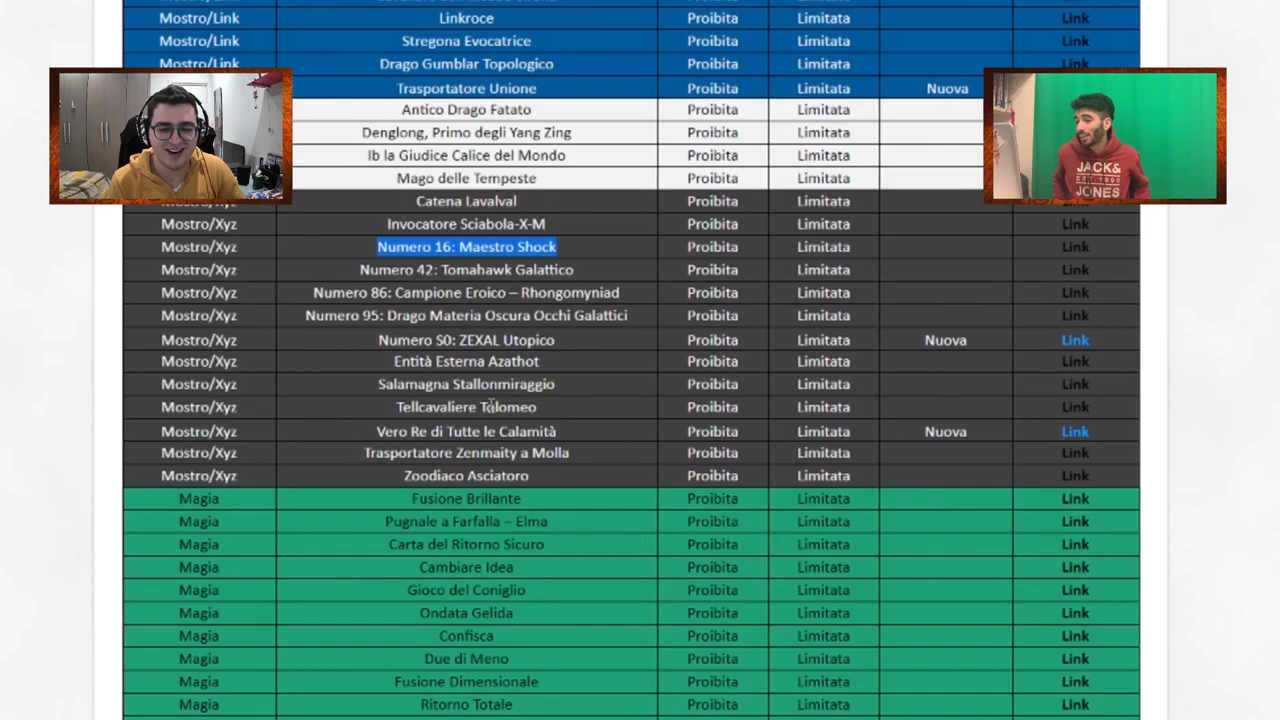 Mostro/Link Linkroce Proibita Limitata Link
Mostro/Link Stregona Evocatrice Proibita Limitata Link
Mostro/Link Drago Gumblar Topologico Proibita Limitata Link
Trasportatore Unione Proibita Limitata Nuova
Antico Drago Fatato Proibita Limitata
Denglong, Primo degli Yang Zing Proibita Limitata
Ib la Giudice Calice del Mondo Proibita Limitata
Mago delle Tempeste Proibita Limitata
JACK&
JONES
Mostro/Xyz Catena Lavalval Proibita Limitata Link
Mostro/Xyz Invocatore Sciabola-X-M Proibita Limitata Link
Mostro/Xyz Numero 16: Maestro Shock Proibita Limitata Link
Mostro/Xyz Numero 42: Tomahawk Galattico Proibita Limitata Link
Mostro/Xyz Numero 86: Campione Eroico – Rhongomyniad Proibita Limitata Link
Mostro/Xyz Numero 95: Drago Materia Oscura Occhi Galattici Proibita Limitata Link
Mostro/Xyz Numero S0: ZEXAL Utopico Proibita Limitata Nuova Link
Mostro/Xyz Entità Esterna Azathot Proibita Limitata Link
Mostro/Xyz Salamagna Stallonmiraggio Proibita Limitata Link
Mostro/Xyz Tellcavaliere Tolomeo Proibita Limitata Link
Mostro/Xyz Vero Re di Tutte le Calamità Proibita Limitata Nuova Link
Mostro/Xyz Trasportatore Zenmaity a Molla Proibita Limitata Link
Mostro/Xyz Zoodiaco Asciatoro Proibita Limitata Link
Magia Fusione Brillante Proibita Limitata Link
Magia Pugnale a Farfalla – Elma Proibita Limitata Link
Magia Carta del Ritorno Sicuro Proibita Limitata Link
Magia Cambiare Idea Proibita Limitata Link
Magia Gioco del Coniglio Proibita Limitata Link
Magia Ondata Gelida Proibita Limitata Link
Magia Confisca Proibita Limitata Link
Magia Due di Meno Proibita Limitata Link
Magia Fusione Dimensionale Proibita Limitata Link
Magia Ritorno Totale Proibita Limitata Link